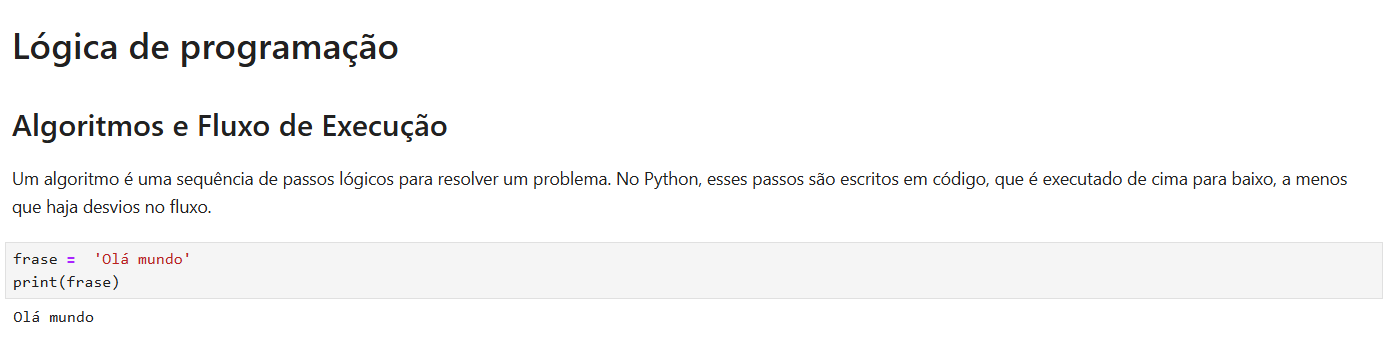 Lógica de programação
Algoritmos e Fluxo de Execução
Um algoritmo é uma sequência de passos lógicos para resolver um problema. No Python, esses passos são escritos em código, que é executado de cima para baixo, a menos
que haja desvios no fluxo.
frase =  'Olá mundo'
print(frase)
Olá mundo